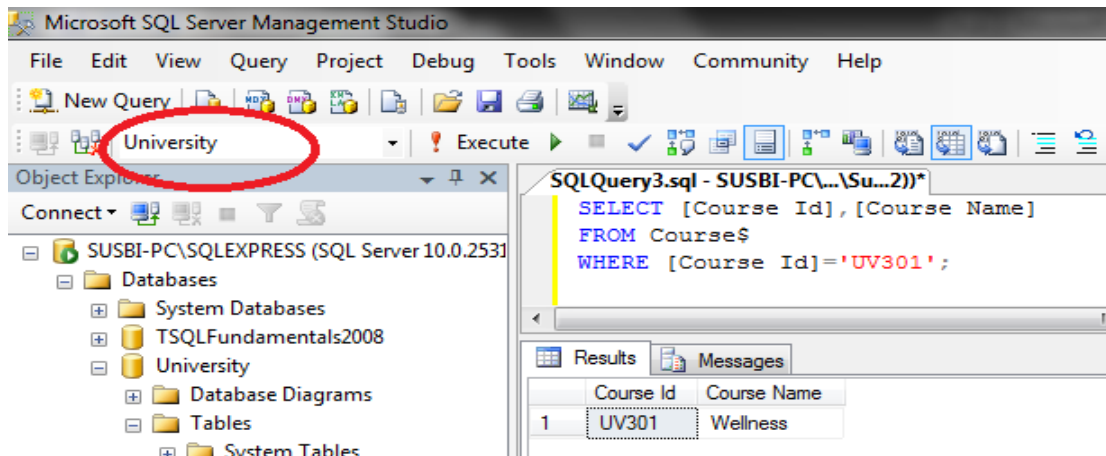 Microsoft SQL Server Management Studio
File Edit View Query Project Debug Tools Window Community Help
New Query
University Execute
Object Explorer
SQLQuery3.sql - SUSBI-PC\...\Su...2))*
Connect
SELECT [Course Id],[Course Name]
FROM Course$
WHERE [Course Id]='UV301';
SUSBI-PC\SQLEXPRESS (SQL Server 10.0.2531
Databases
System Databases
TSQLFundamentals2008
University
Database Diagrams
Tables
System Tables
Results Messages
Course Id Course Name
1 UV301 Wellness